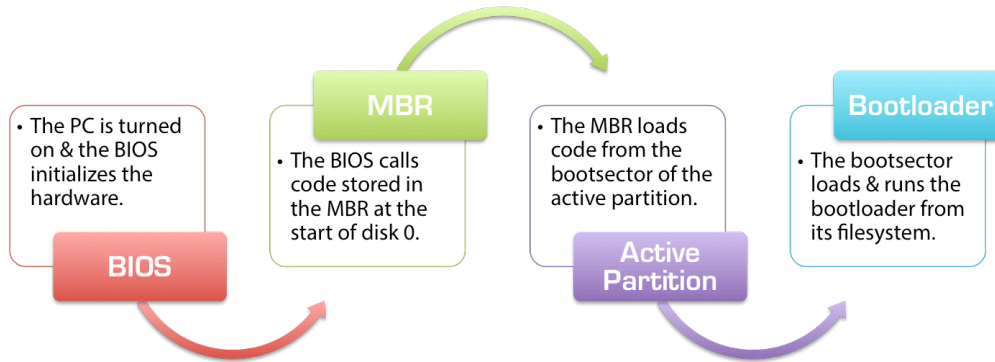 • The PC is turned
on & the BIOS
initializes the
hardware.
BIOS
MBR
• The BIOS calls
code stored in
the MBR at the
start of disk 0.
• The MBR loads
code from the
bootsector of the
active partition.
Active
Partition
Bootloader
• The bootsector
loads & runs the
bootloader from
its filesystem.